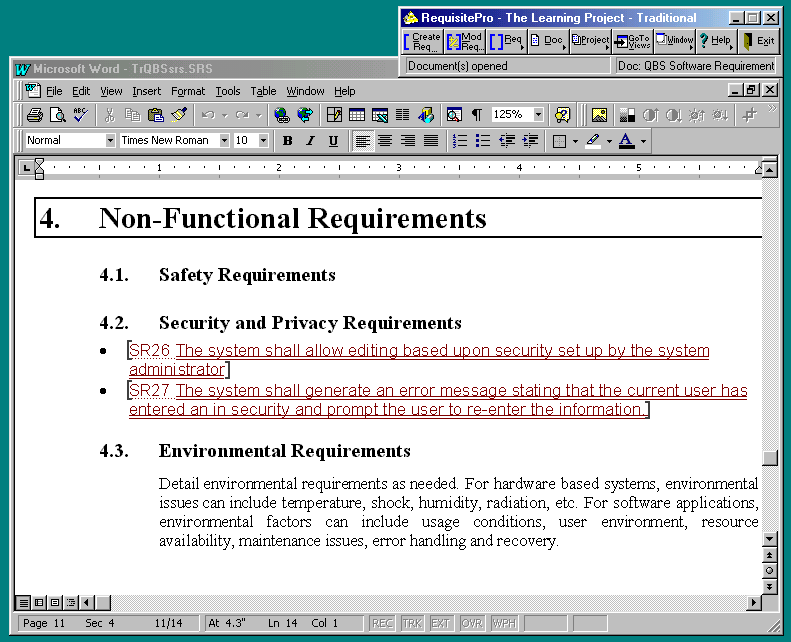 RequisitePro - The Learning Project - Traditional
Create Req... Mod Req... Req Doc Project GoTo Views Window Help Exit
Document(s) opened Doc: QBS Software Requirement
Microsoft Word - TrQBSsrs.SRS
File Edit View Insert Format Tools Table Window Help
125%
Normal Times New Roman 10 B I U
1 2 3 4 5
4. Non-Functional Requirements
4.1. Safety Requirements
4.2. Security and Privacy Requirements
• [SR26 The system shall allow editing based upon security set up by the system
administrator]
• [SR27 The system shall generate an error message stating that the current user has
entered an in security and prompt the user to re-enter the information.]
4.3. Environmental Requirements
Detail environmental requirements as needed. For hardware based systems, environmental
issues can include temperature, shock, humidity, radiation, etc. For software applications,
environmental factors can include usage conditions, user environment, resource
availability, maintenance issues, error handling and recovery.
Page 11 Sec 4 11/14 At 4.3" Ln 14 Col 1 REC TRK EXT OVR WPH